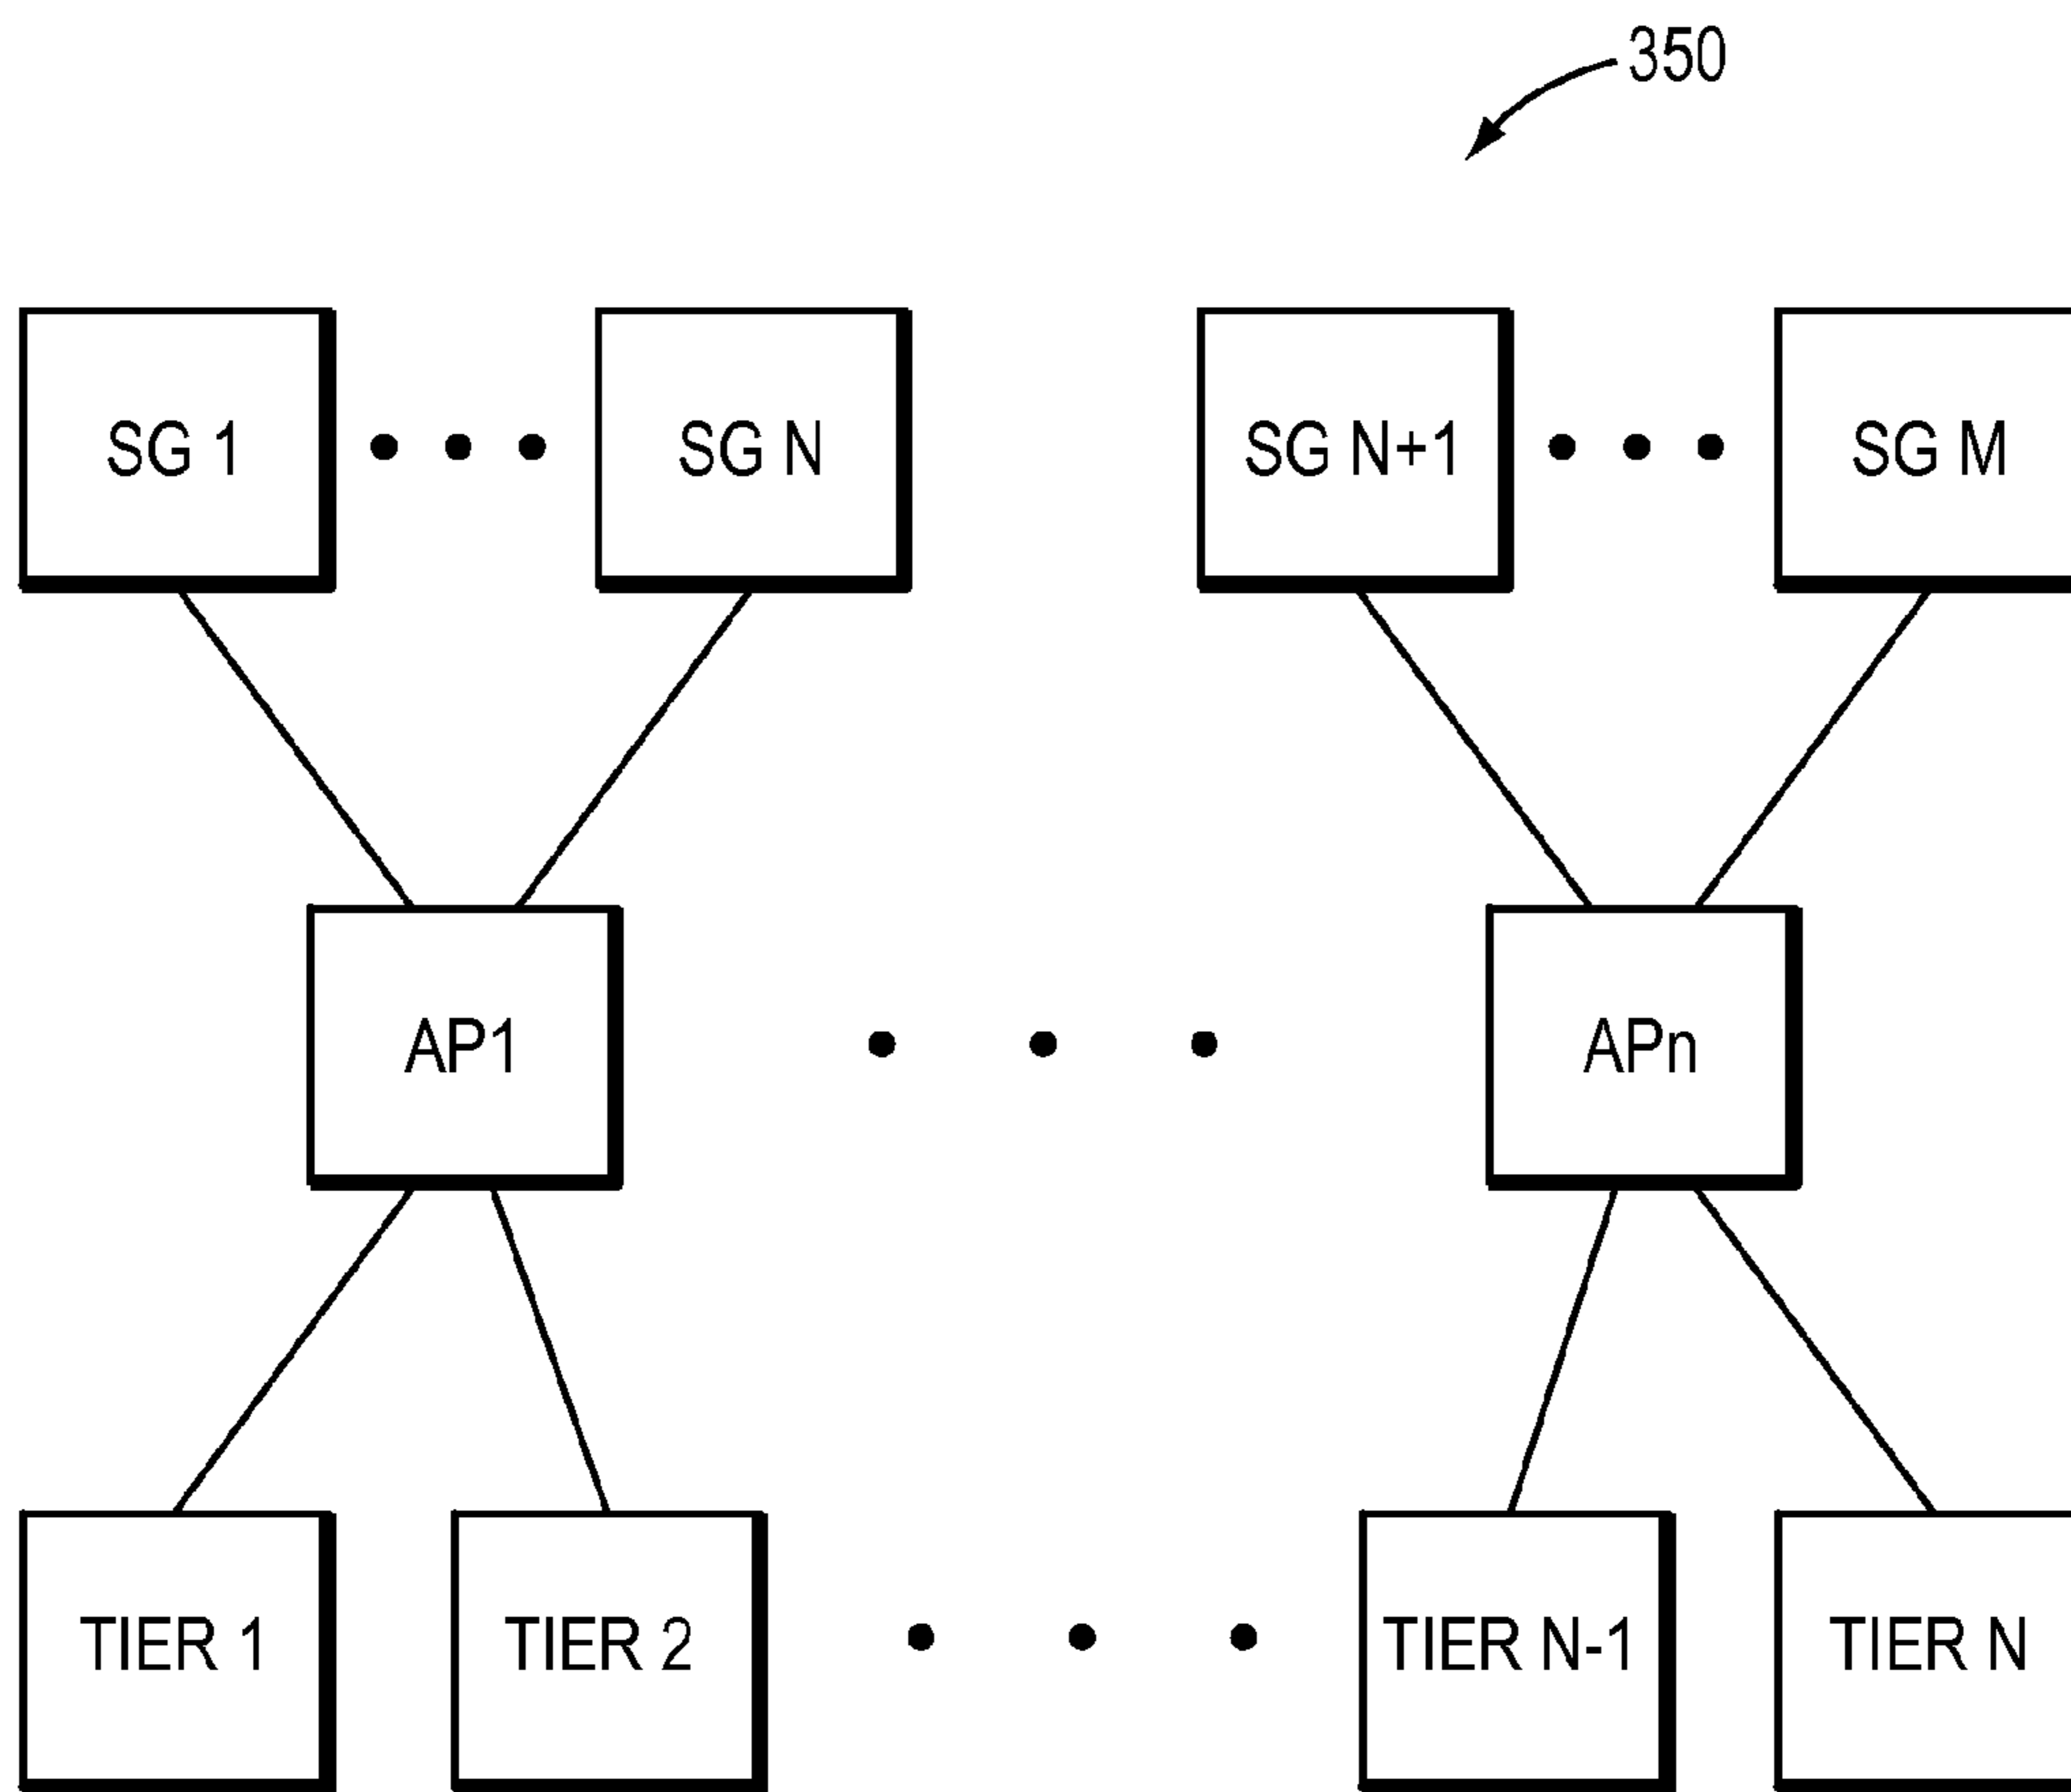 350
SG 1
SG N
SG N+1
SG M
AP1
APn
TIER 1
TIER 2
TIER N-1
TIER N